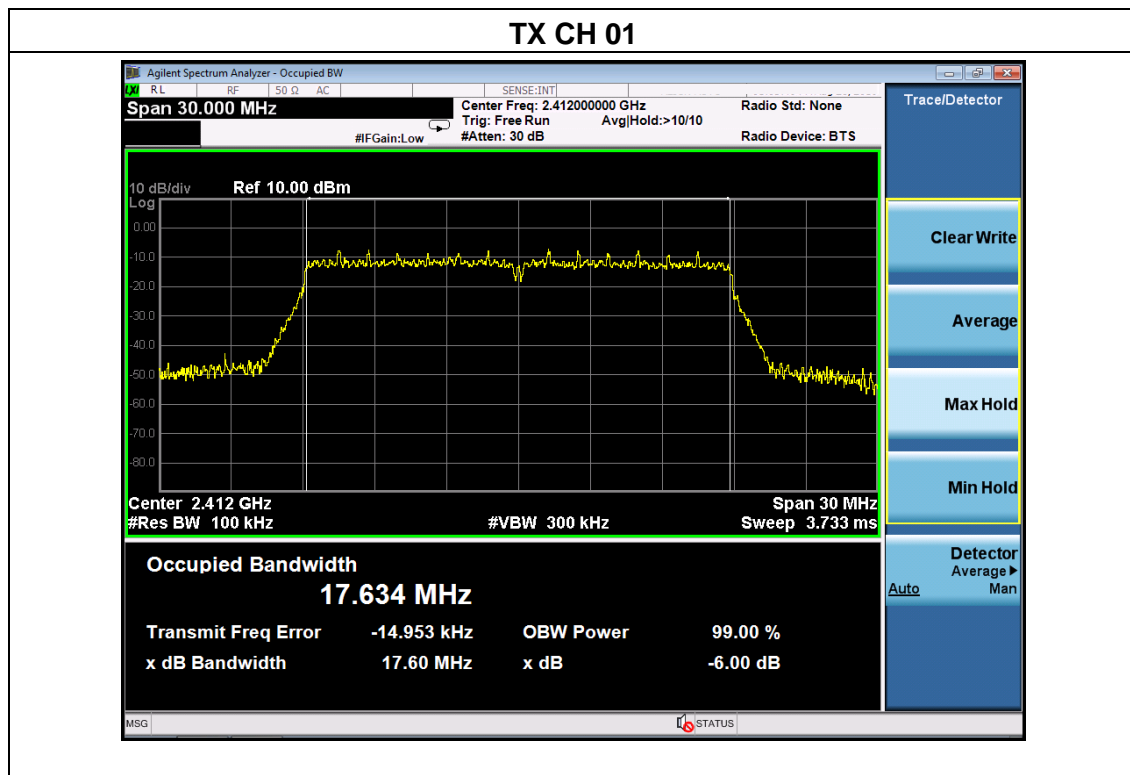 TX CH 01
Agilent Spectrum Analyzer - Occupied BW
LXI RL RF 50 Ω AC SENSE:INT
Span 30.000 MHz
Center Freq: 2.412000000 GHz Radio Std: None
Trig: Free Run Avg|Hold:>10/10
#IFGain:Low #Atten: 30 dB Radio Device: BTS
10 dB/div Ref 10.00 dBm
Log
0.00
-10.0
-20.0
-30.0
-40.0
-50.0
-60.0
-70.0
-80.0
Center 2.412 GHz Span 30 MHz
#Res BW 100 kHz #VBW 300 kHz Sweep 3.733 ms
Occupied Bandwidth
17.634 MHz
Transmit Freq Error -14.953 kHz OBW Power 99.00 %
x dB Bandwidth 17.60 MHz x dB -6.00 dB
MSG STATUS
Trace/Detector
Clear Write
Average
Max Hold
Min Hold
Detector
Average
Auto Man